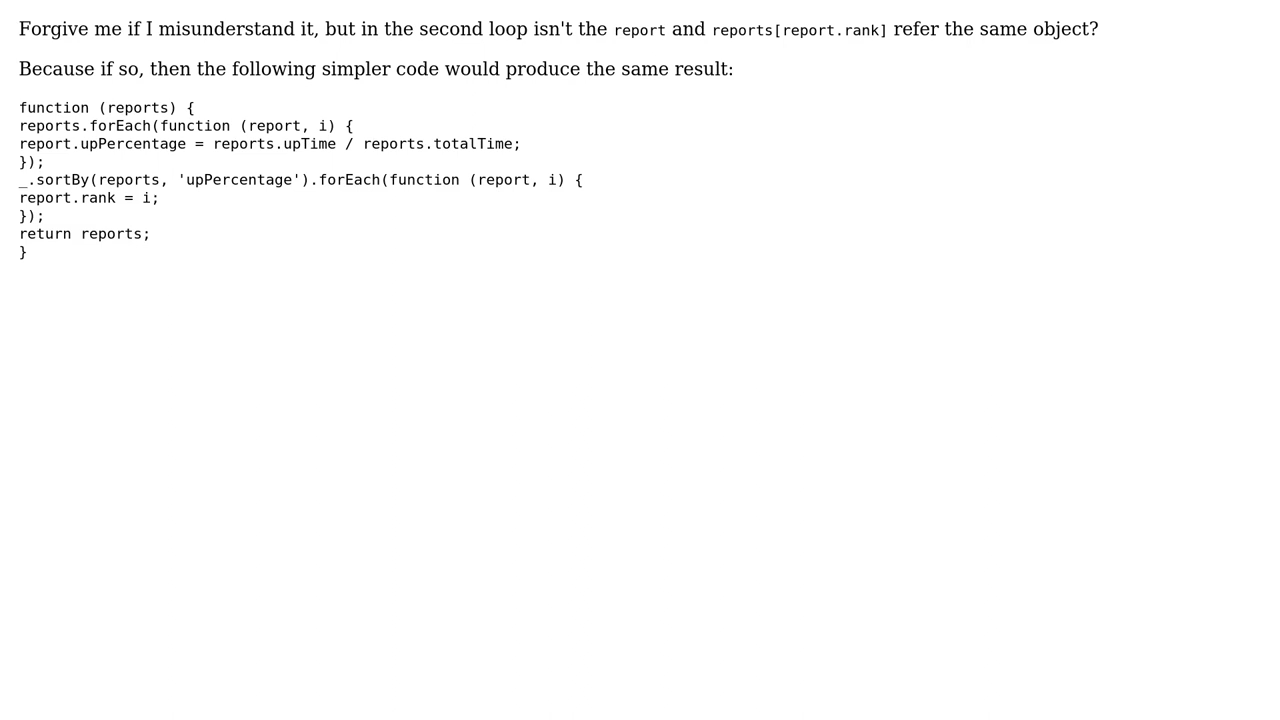 Forgive me if I misunderstand it, but in the second loop isn't the report and reports[report.rank] refer the same object?
Because if so, then the following simpler code would produce the same result:
function (reports) {
reports.forEach(function (report, i) {
report.upPercentage = reports.upTime / reports.totalTime;
});
_.sortBy(reports, 'upPercentage').forEach(function (report, i) {
report.rank = i;
});
return reports;
}